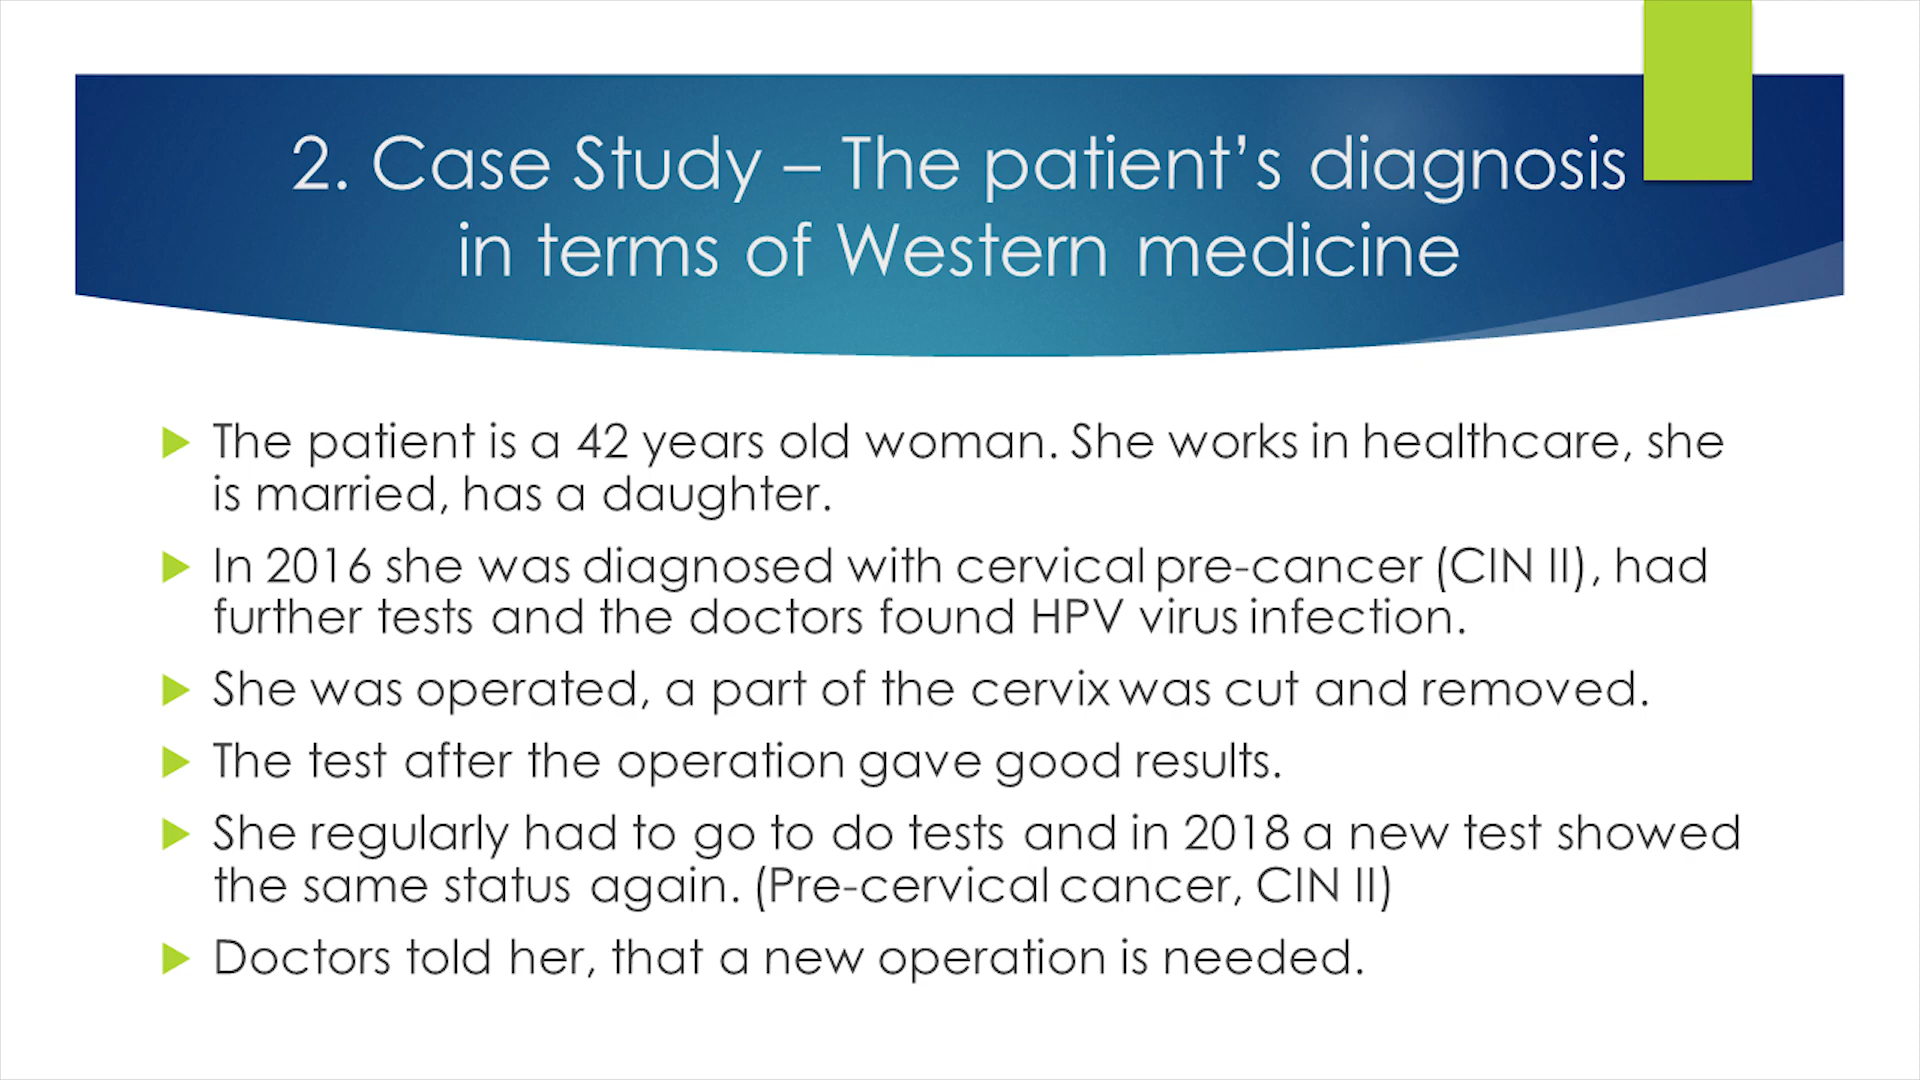 2. Case Study – The patient’s diagnosis
in terms of Western medicine
The patient is a 42 years old woman. She works in healthcare, she
is married, has a daughter.
In 2016 she was diagnosed with cervical pre-cancer (CIN II), had
further tests and the doctors found HPV virus infection.
She was operated, a part of the cervix was cut and removed.
The test after the operation gave good results.
She regularly had to go to do tests and in 2018 a new test showed
the same status again. (Pre-cervical cancer, CIN II)
Doctors told her, that a new operation is needed.